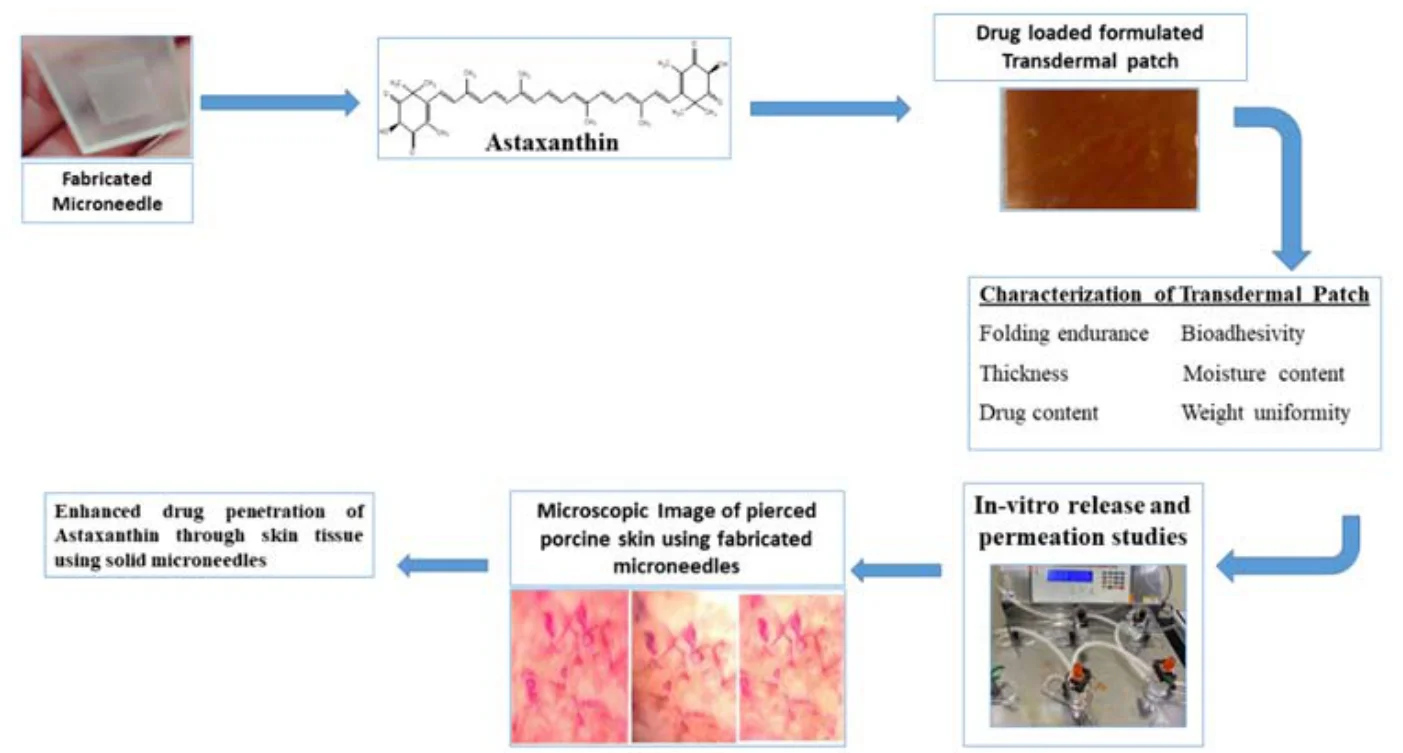 Fabricated
Microneedle
Astaxanthin
Drug loaded formulated
Transdermal patch
Characterization of Transdermal Patch
Folding endurance Bioadhesivity
Thickness Moisture content
Drug content Weight uniformity
In-vitro release and
permeation studies
Microscopic Image of pierced
porcine skin using fabricated
microneedles
Enhanced drug penetration of
Astaxanthin through skin tissue
using solid microneedles